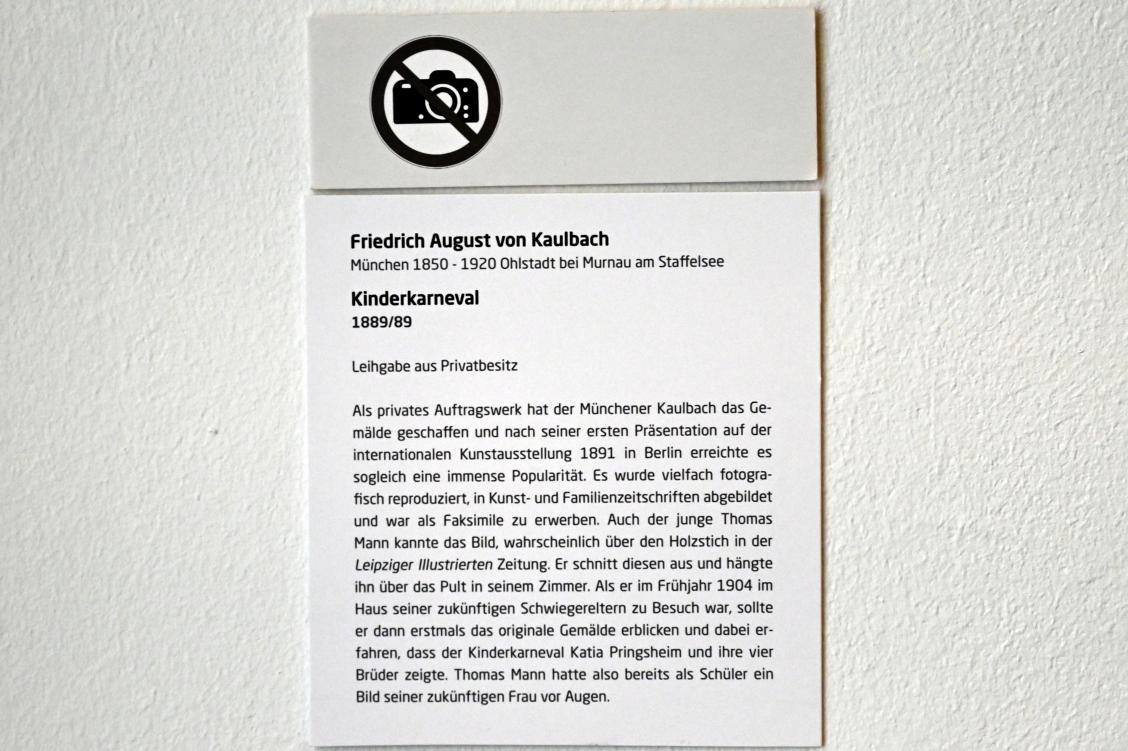 Friedrich August von Kaulbach
München 1850 - 1920 Ohlstadt bei Murnau am Staffelsee
Kinderkarneval
1889/89
Leihgabe aus Privatbesitz
Als privates Auftragswerk hat der Münchener Kaulbach das Ge-
mälde geschaffen und nach seiner ersten Präsentation auf der
internationalen Kunstausstellung 1891 in Berlin erreichte es
sogleich eine immense Popularität. Es wurde vielfach fotogra-
fisch reproduziert, in Kunst- und Familienzeitschriften abgebildet
und war als Faksimile zu erwerben. Auch der junge Thomas
Mann kannte das Bild, wahrscheinlich über den Holzstich in der
Leipziger Illustrierten Zeitung. Er schnitt diesen aus und hängte
ihn über das Pult in seinem Zimmer. Als er im Frühjahr 1904 im
Haus seiner zukünftigen Schwiegereltern zu Besuch war, sollte
er dann erstmals das originale Gemälde erblicken und dabei er-
fahren, dass der Kinderkarneval Katia Pringsheim und ihre vier
Brüder zeigte. Thomas Mann hatte also bereits als Schüler ein
Bild seiner zukünftigen Frau vor Augen.